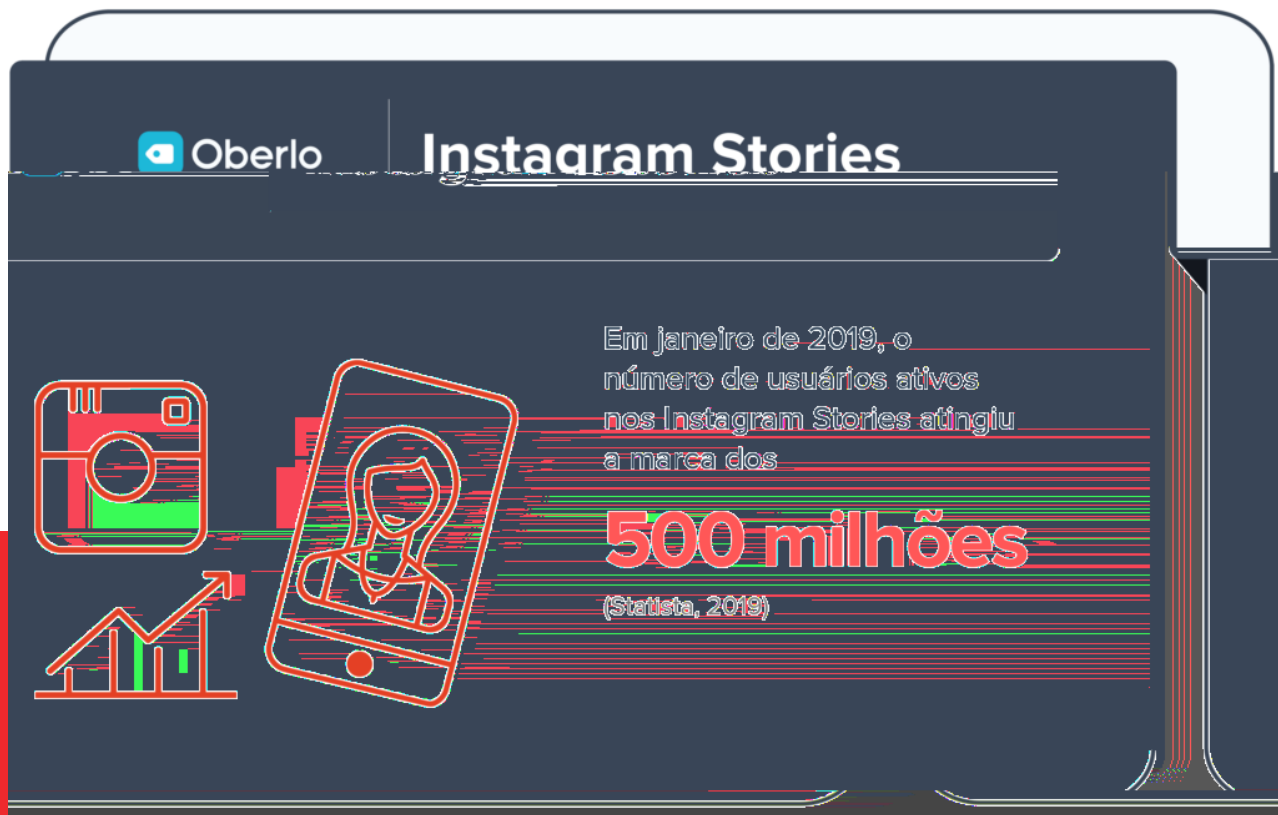 Oberlo
Instagram Stories
Em janeiro de 2019, o
número de usuários ativos
nos Instagram Stories atingiu
a marca dos
500 milhões
(Statista, 2019)